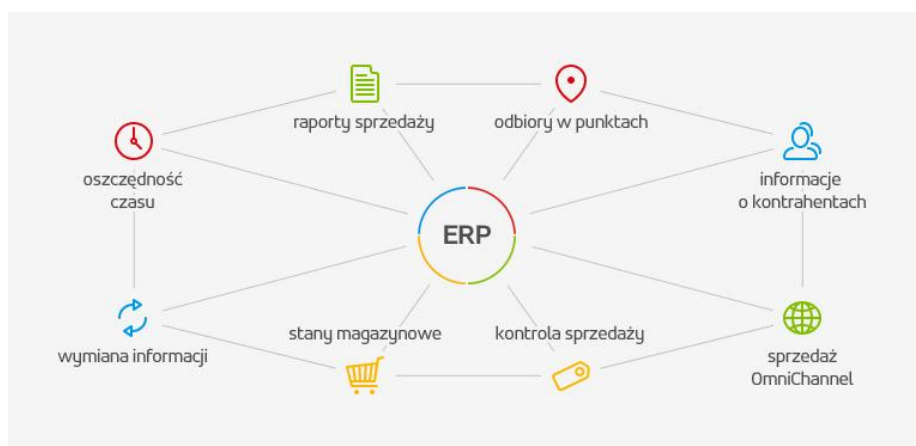 raporty sprzedaży
odbiory w punktach
oszczędność
czasu
informacje
o kontrahentach
ERP
stany magazynowe
kontrola sprzedaży
wymiana informacji
sprzedaż
OmniChannel